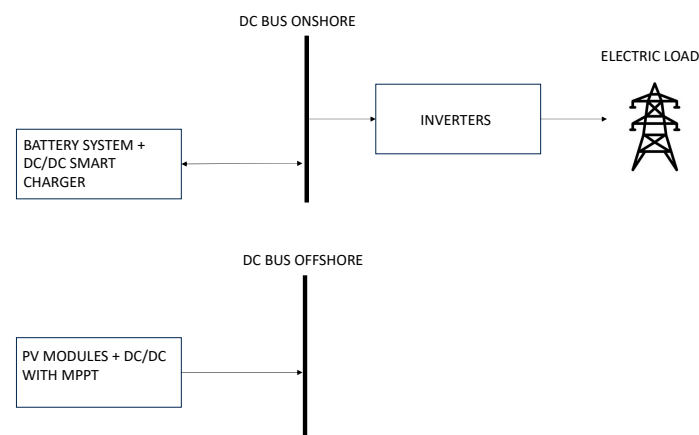 DC BUS ONSHORE
ELECTRIC LOAD
INVERTERS
BATTERY SYSTEM +
DC/DC SMART
CHARGER
DC BUS OFFSHORE
PV MODULES + DC/DC
WITH MPPT